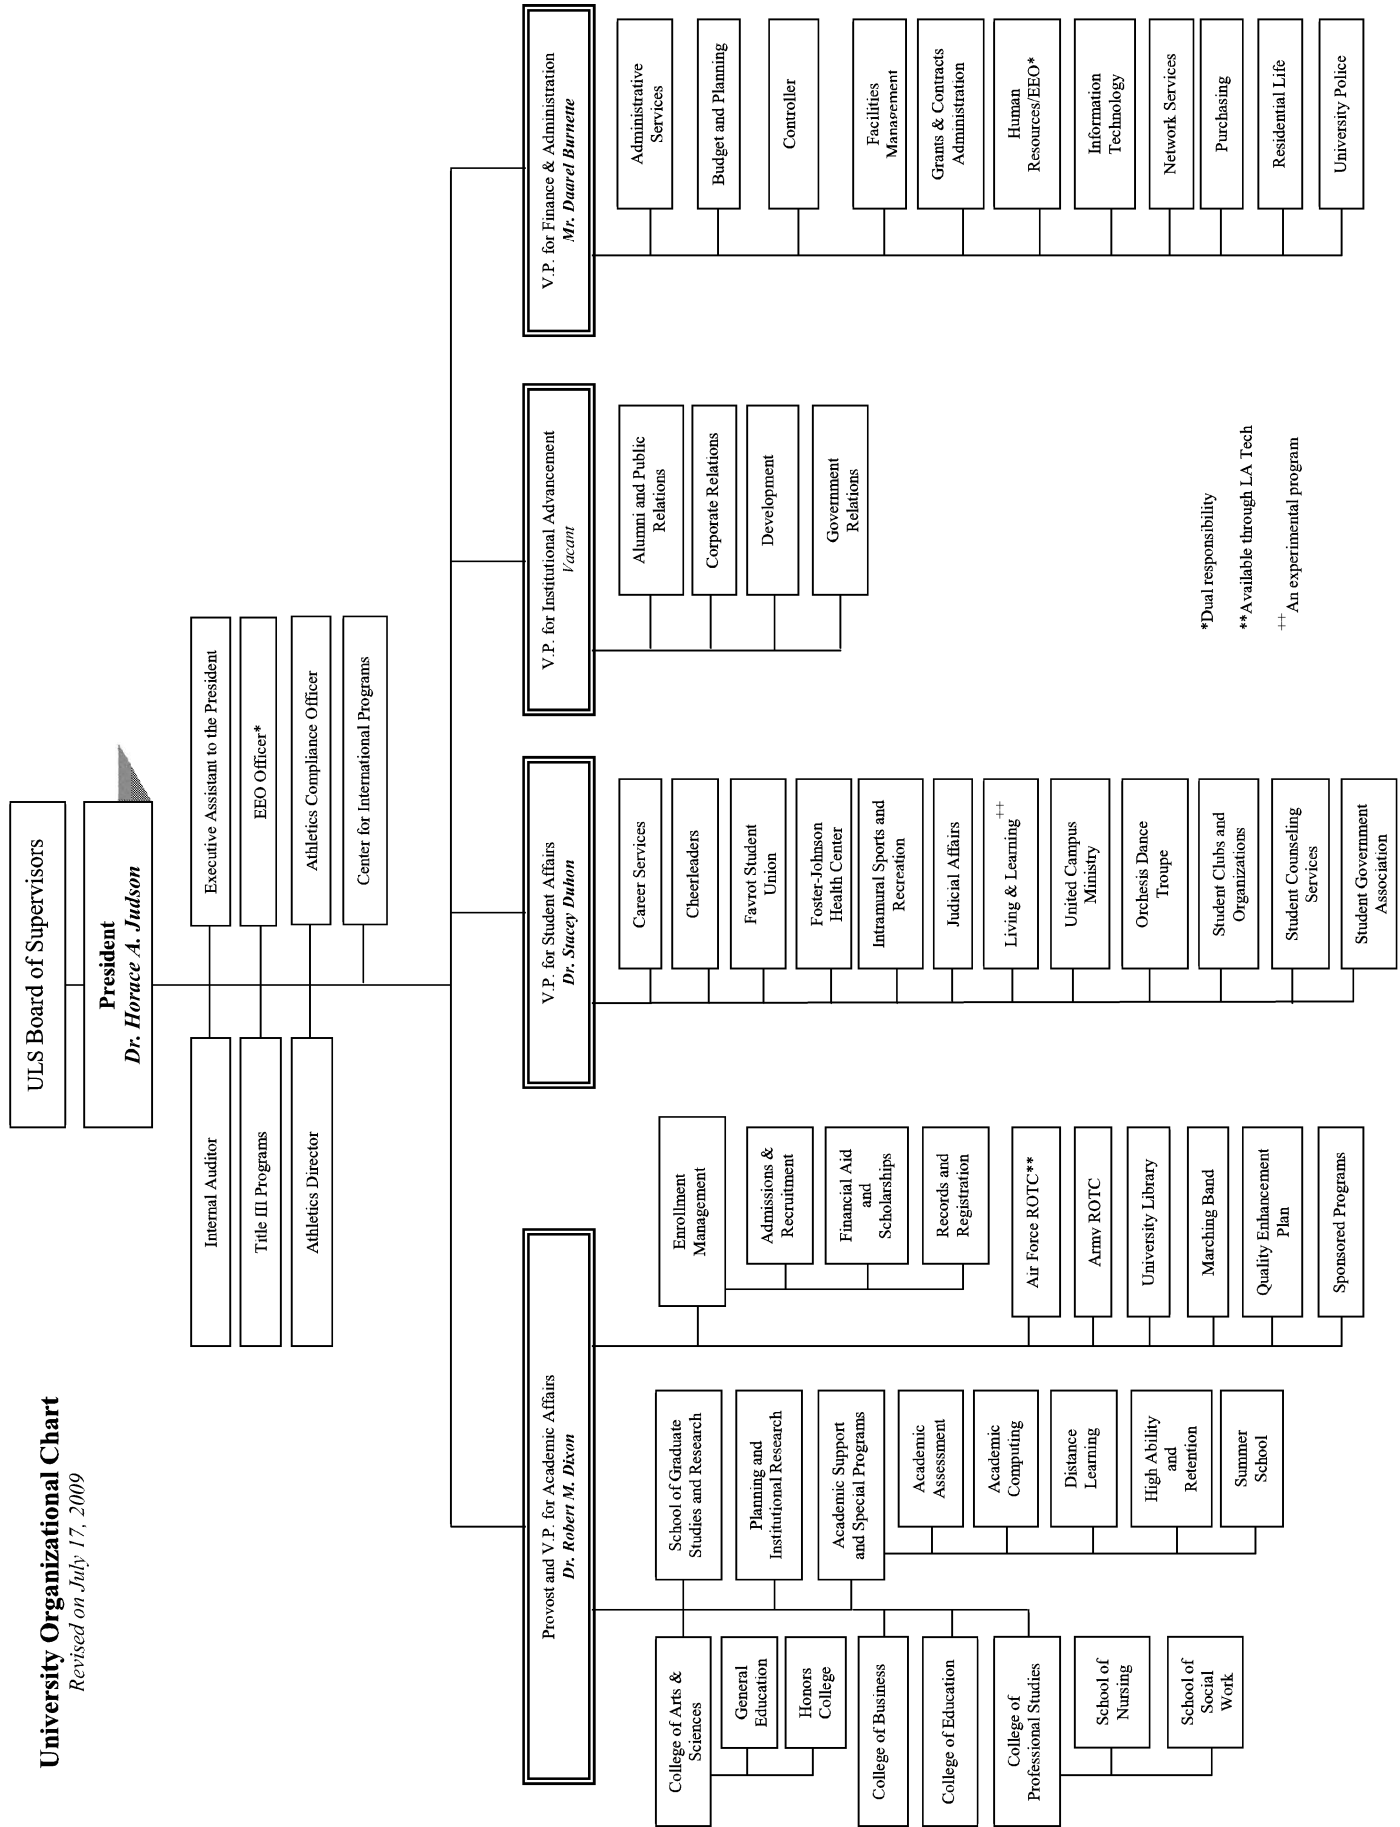 University Organizational Chart
Revised on July 17, 2009
ULS Board of Supervisors
President
Dr. Horace A. Judson
Internal Auditor
Executive Assistant to the President
Title III Programs
EEO Officer*
Athletics Director
Athletics Compliance Officer
Center for International Programs
Provost and V.P. for Academic Affairs
Dr. Robert M. Dixon
College of Arts &
Sciences
General
Education
Honors
College
College of Business
College of Education
College of
Professional Studies
School of
Nursing
School of
Social
Work
School of Graduate
Studies and Research
Planning and
Institutional Research
Academic Support
and Special Programs
Academic
Assessment
Academic
Computing
Distance
Learning
High Ability
and
Retention
Summer
School
Enrollment
Management
Admissions &
Recruitment
Financial Aid
and
Scholarships
Records and
Registration
Air Force ROTC**
Army ROTC
University Library
Marching Band
Quality Enhancement
Plan
Sponsored Programs
V.P. for Student Affairs
Dr. Stacey Duhon
Career Services
Cheerleaders
Favrot Student
Union
Foster-Johnson
Health Center
Intramural Sports and
Recreation
Judicial Affairs
Living & Learning ++
United Campus
Ministry
Orchesis Dance
Troupe
Student Clubs and
Organizations
Student Counseling
Services
Student Government
Association
V.P. for Institutional Advancement
Vacant
Alumni and Public
Relations
Corporate Relations
Development
Government
Relations
V.P. for Finance & Administration
Mr. Daarel Burnette
Administrative
Services
Budget and Planning
Controller
Facilities
Management
Grants & Contracts
Administration
Human
Resources/EEO*
Information
Technology
Network Services
Purchasing
Residential Life
University Police
*Dual responsibility
**Available through LA Tech
++ An experimental program